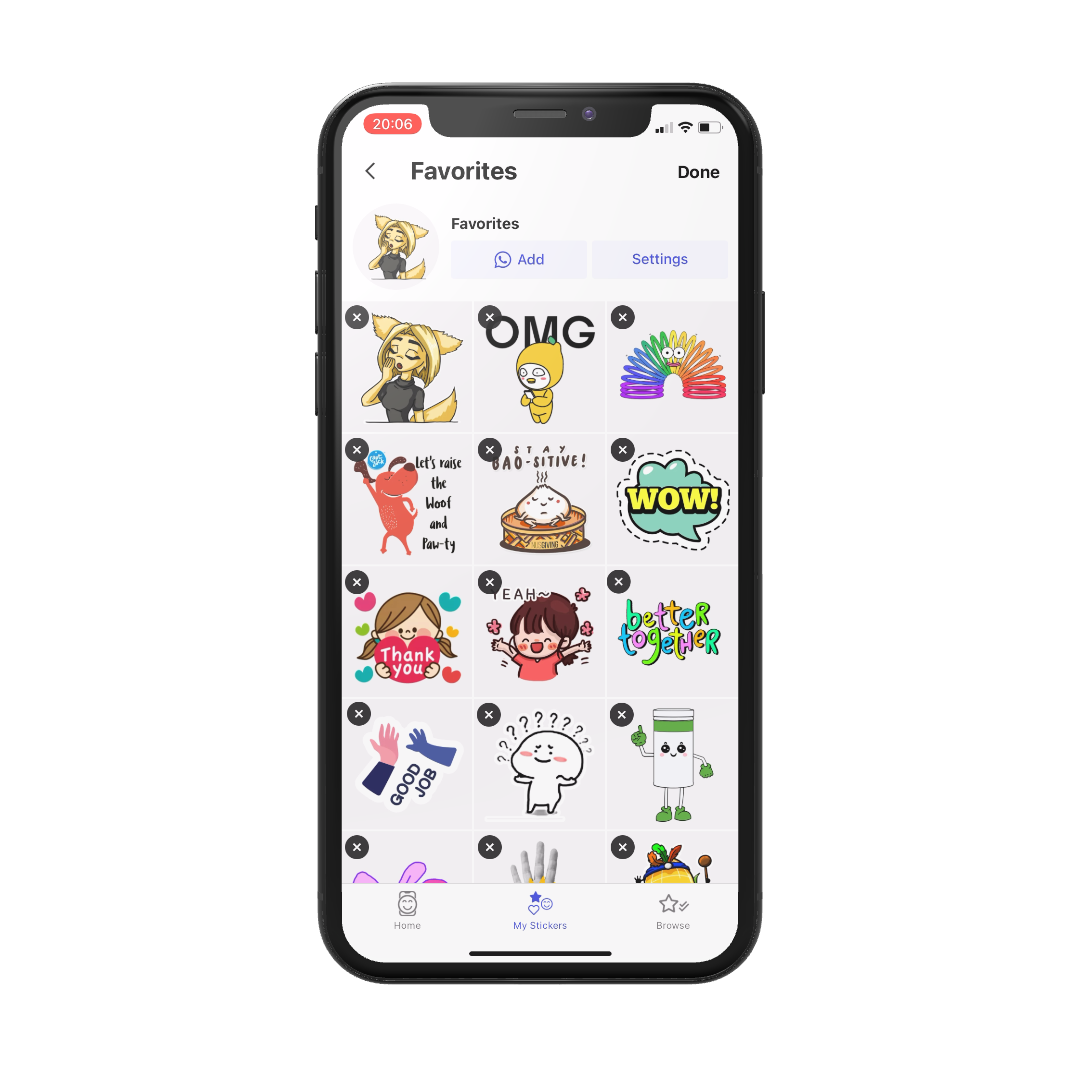 20:06
Favorites
Done
Favorites
Add
Settings
OMG
Let's raise
the
Woof
and
Paw-ty
STAY
BAO-SITIVE!
GIVING
WOW!
Thank
you
YEAH~
better
together
GOOD
JOB
? ? ? ? ? ? ? ? ? ?
Home
My Stickers
Browse